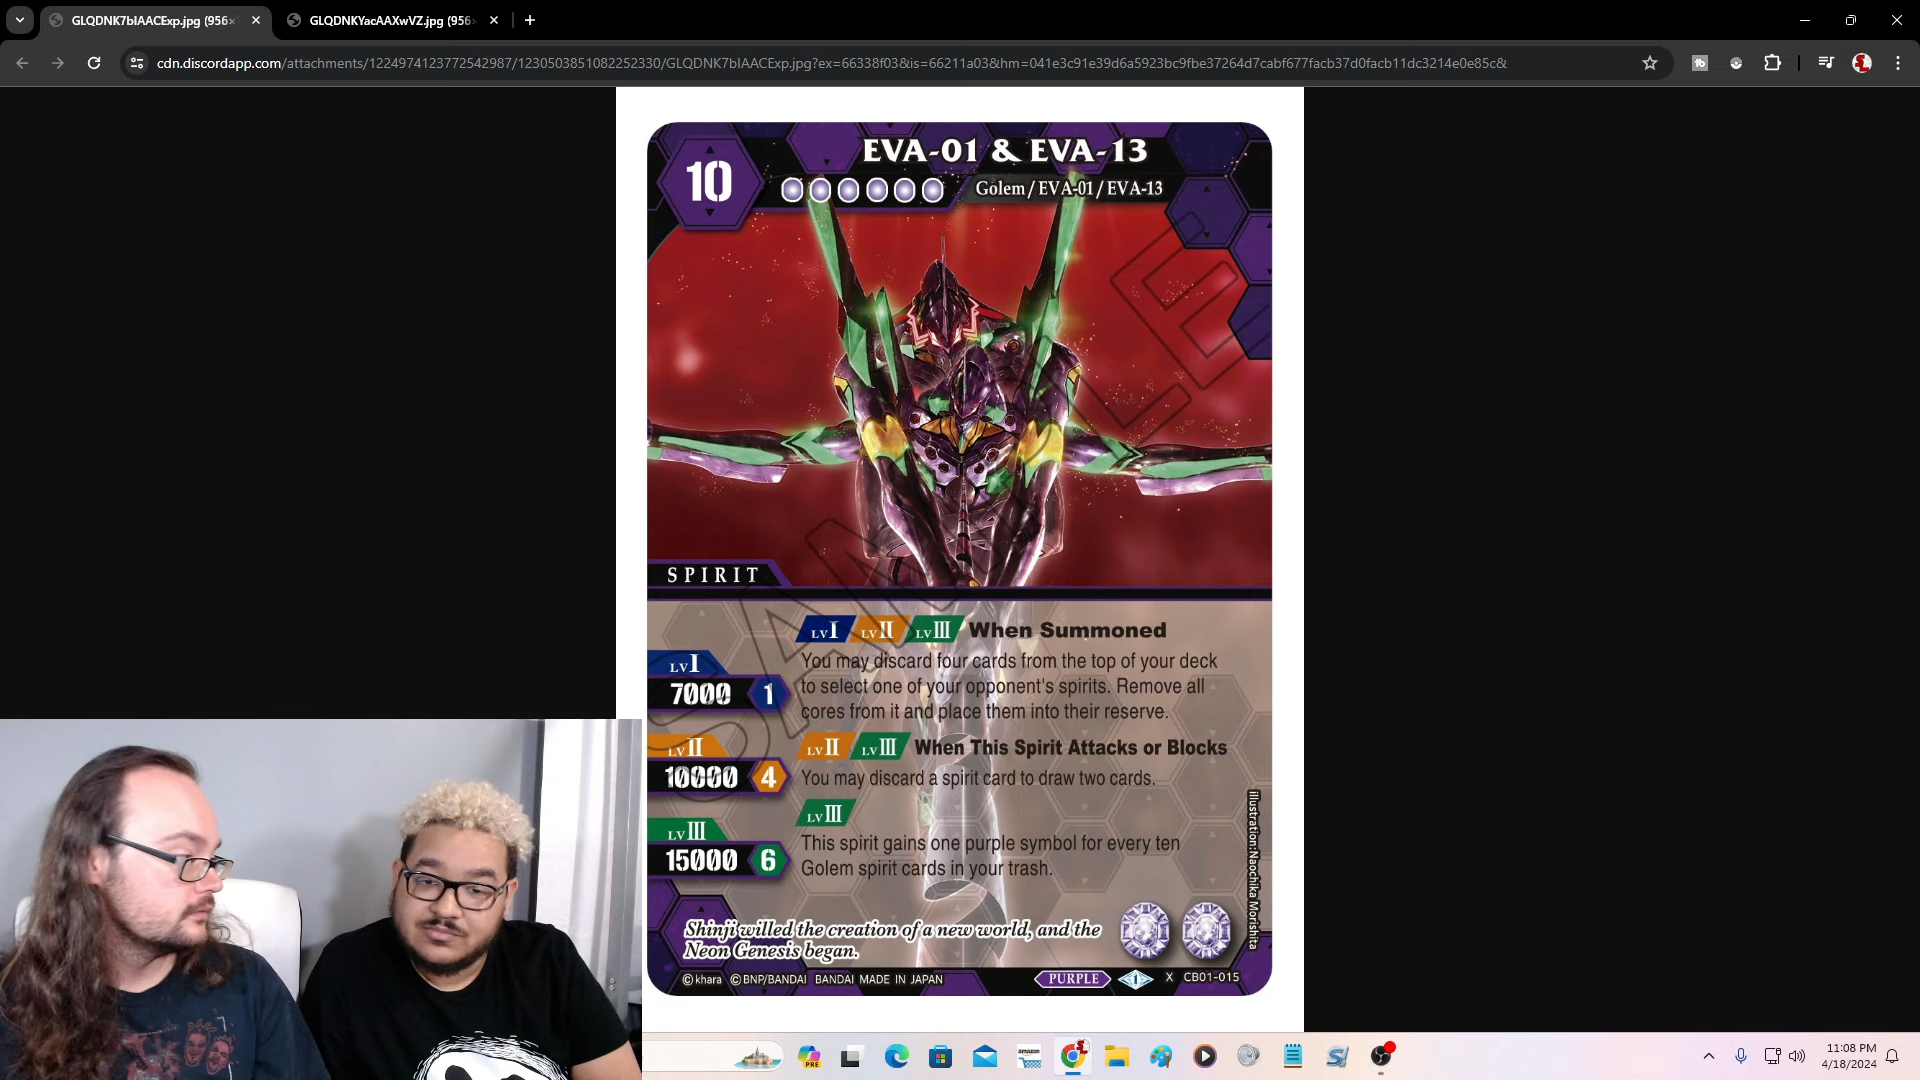 GLQDNK7bIAACExp.jpg (956×
GLQDNKYacAAXwVZ.jpg (956
cdn.discordapp.com/attachments/1224974123772542987/1230503851082252330/GLQDNK7bIAACExp.jpg?ex=66338f03&is=66211a03&hm=041e3c91e39d6a5923bc9fbe37264d7cabf677facb37d0facb11dc3214e0e85c&
EVA-01 & EVA-13
10
Golem / EVA-01 / EVA-13
SAMPLE
SPIRIT
LV I LV II LV III When Summoned
You may discard four cards from the top of your deck
to select one of your opponent's spirits. Remove all
cores from it and place them into their reserve.
LV I
7000 1
LV II LV III When This Spirit Attacks or Blocks
You may discard a spirit card to draw two cards.
LV II
10000 4
LV III
This spirit gains one purple symbol for every ten
Golem spirit cards in your trash.
LV III
15000 6
illustration:Naochika Morishita
Shinji willed the creation of a new world, and the
Neon Genesis began.
©khara ©BNP/BANDAI BANDAI MADE IN JAPAN
PURPLE 1 X CB01-015
PRE
amazon
11:08 PM
4/18/2024